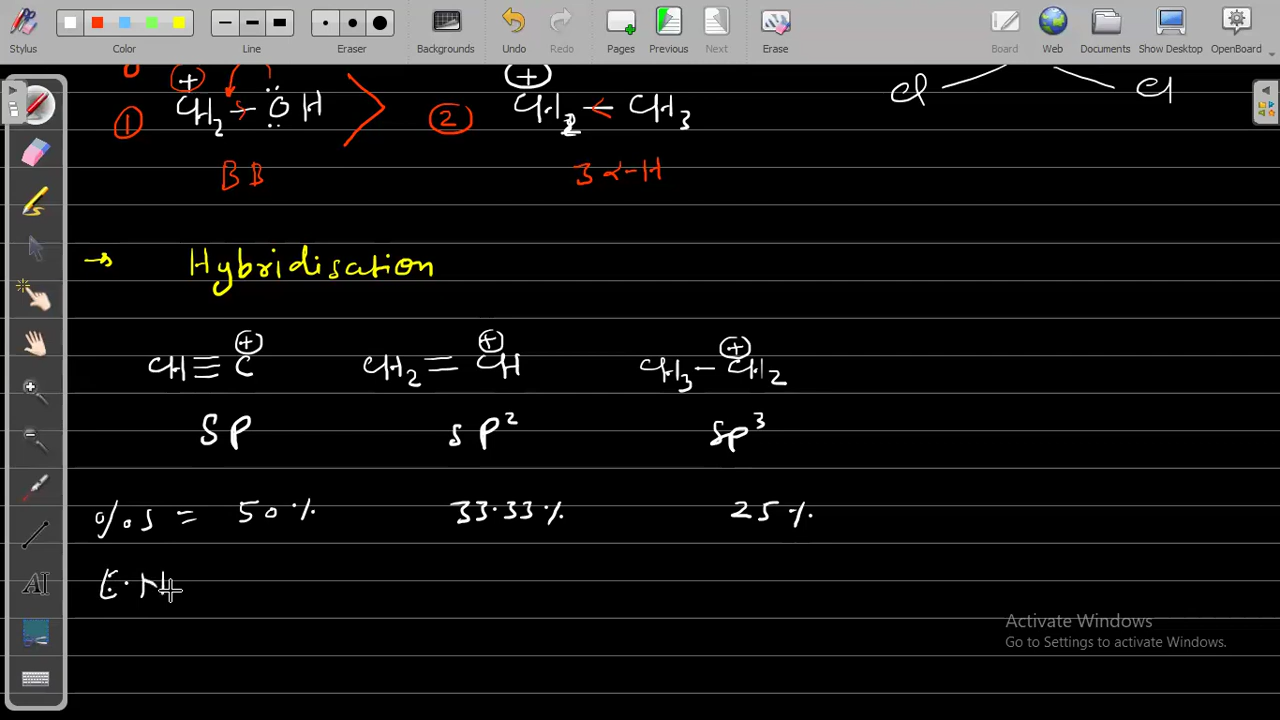 Stylus Color Line Eraser Backgrounds Undo Redo Pages Previous Next Erase Board Web Documents Show Desktop OpenBoard
① ⊕CH₂ – ÖH > ② ⊕CH₂ – CH₃
Cl Cl
BB 3α-H
→ Hybridisation
CH≡C⊕ CH₂=CH⊕ CH₃–CH₂⊕
SP SP² SP³
%S = 50% 33.33% 25%
E.N
Activate Windows
Go to Settings to activate Windows.